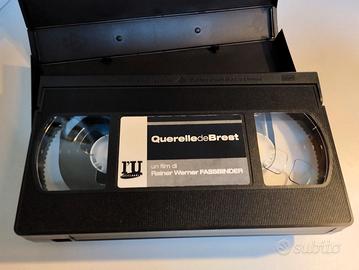 QuerelledeBrest
un film di
Rainer Werner FASSBINDER
subito